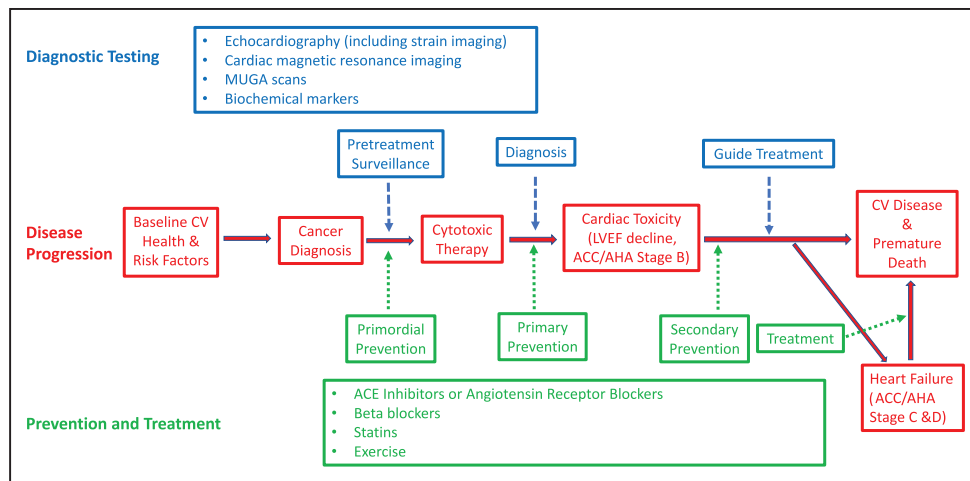 Diagnostic Testing
• Echocardiography (including strain imaging)
• Cardiac magnetic resonance imaging
• MUGA scans
• Biochemical markers
Pretreatment
Surveillance
Diagnosis
Guide Treatment
Disease
Progression
Baseline CV
Health &
Risk Factors
Cancer
Diagnosis
Cytotoxic
Therapy
Cardiac Toxicity
(LVEF decline,
ACC/AHA Stage B)
CV Disease
&
Premature
Death
Primordial
Prevention
Primary
Prevention
Secondary
Prevention
Treatment
Heart Failure
(ACC/AHA
Stage C &D)
Prevention and Treatment
• ACE Inhibitors or Angiotensin Receptor Blockers
• Beta blockers
• Statins
• Exercise